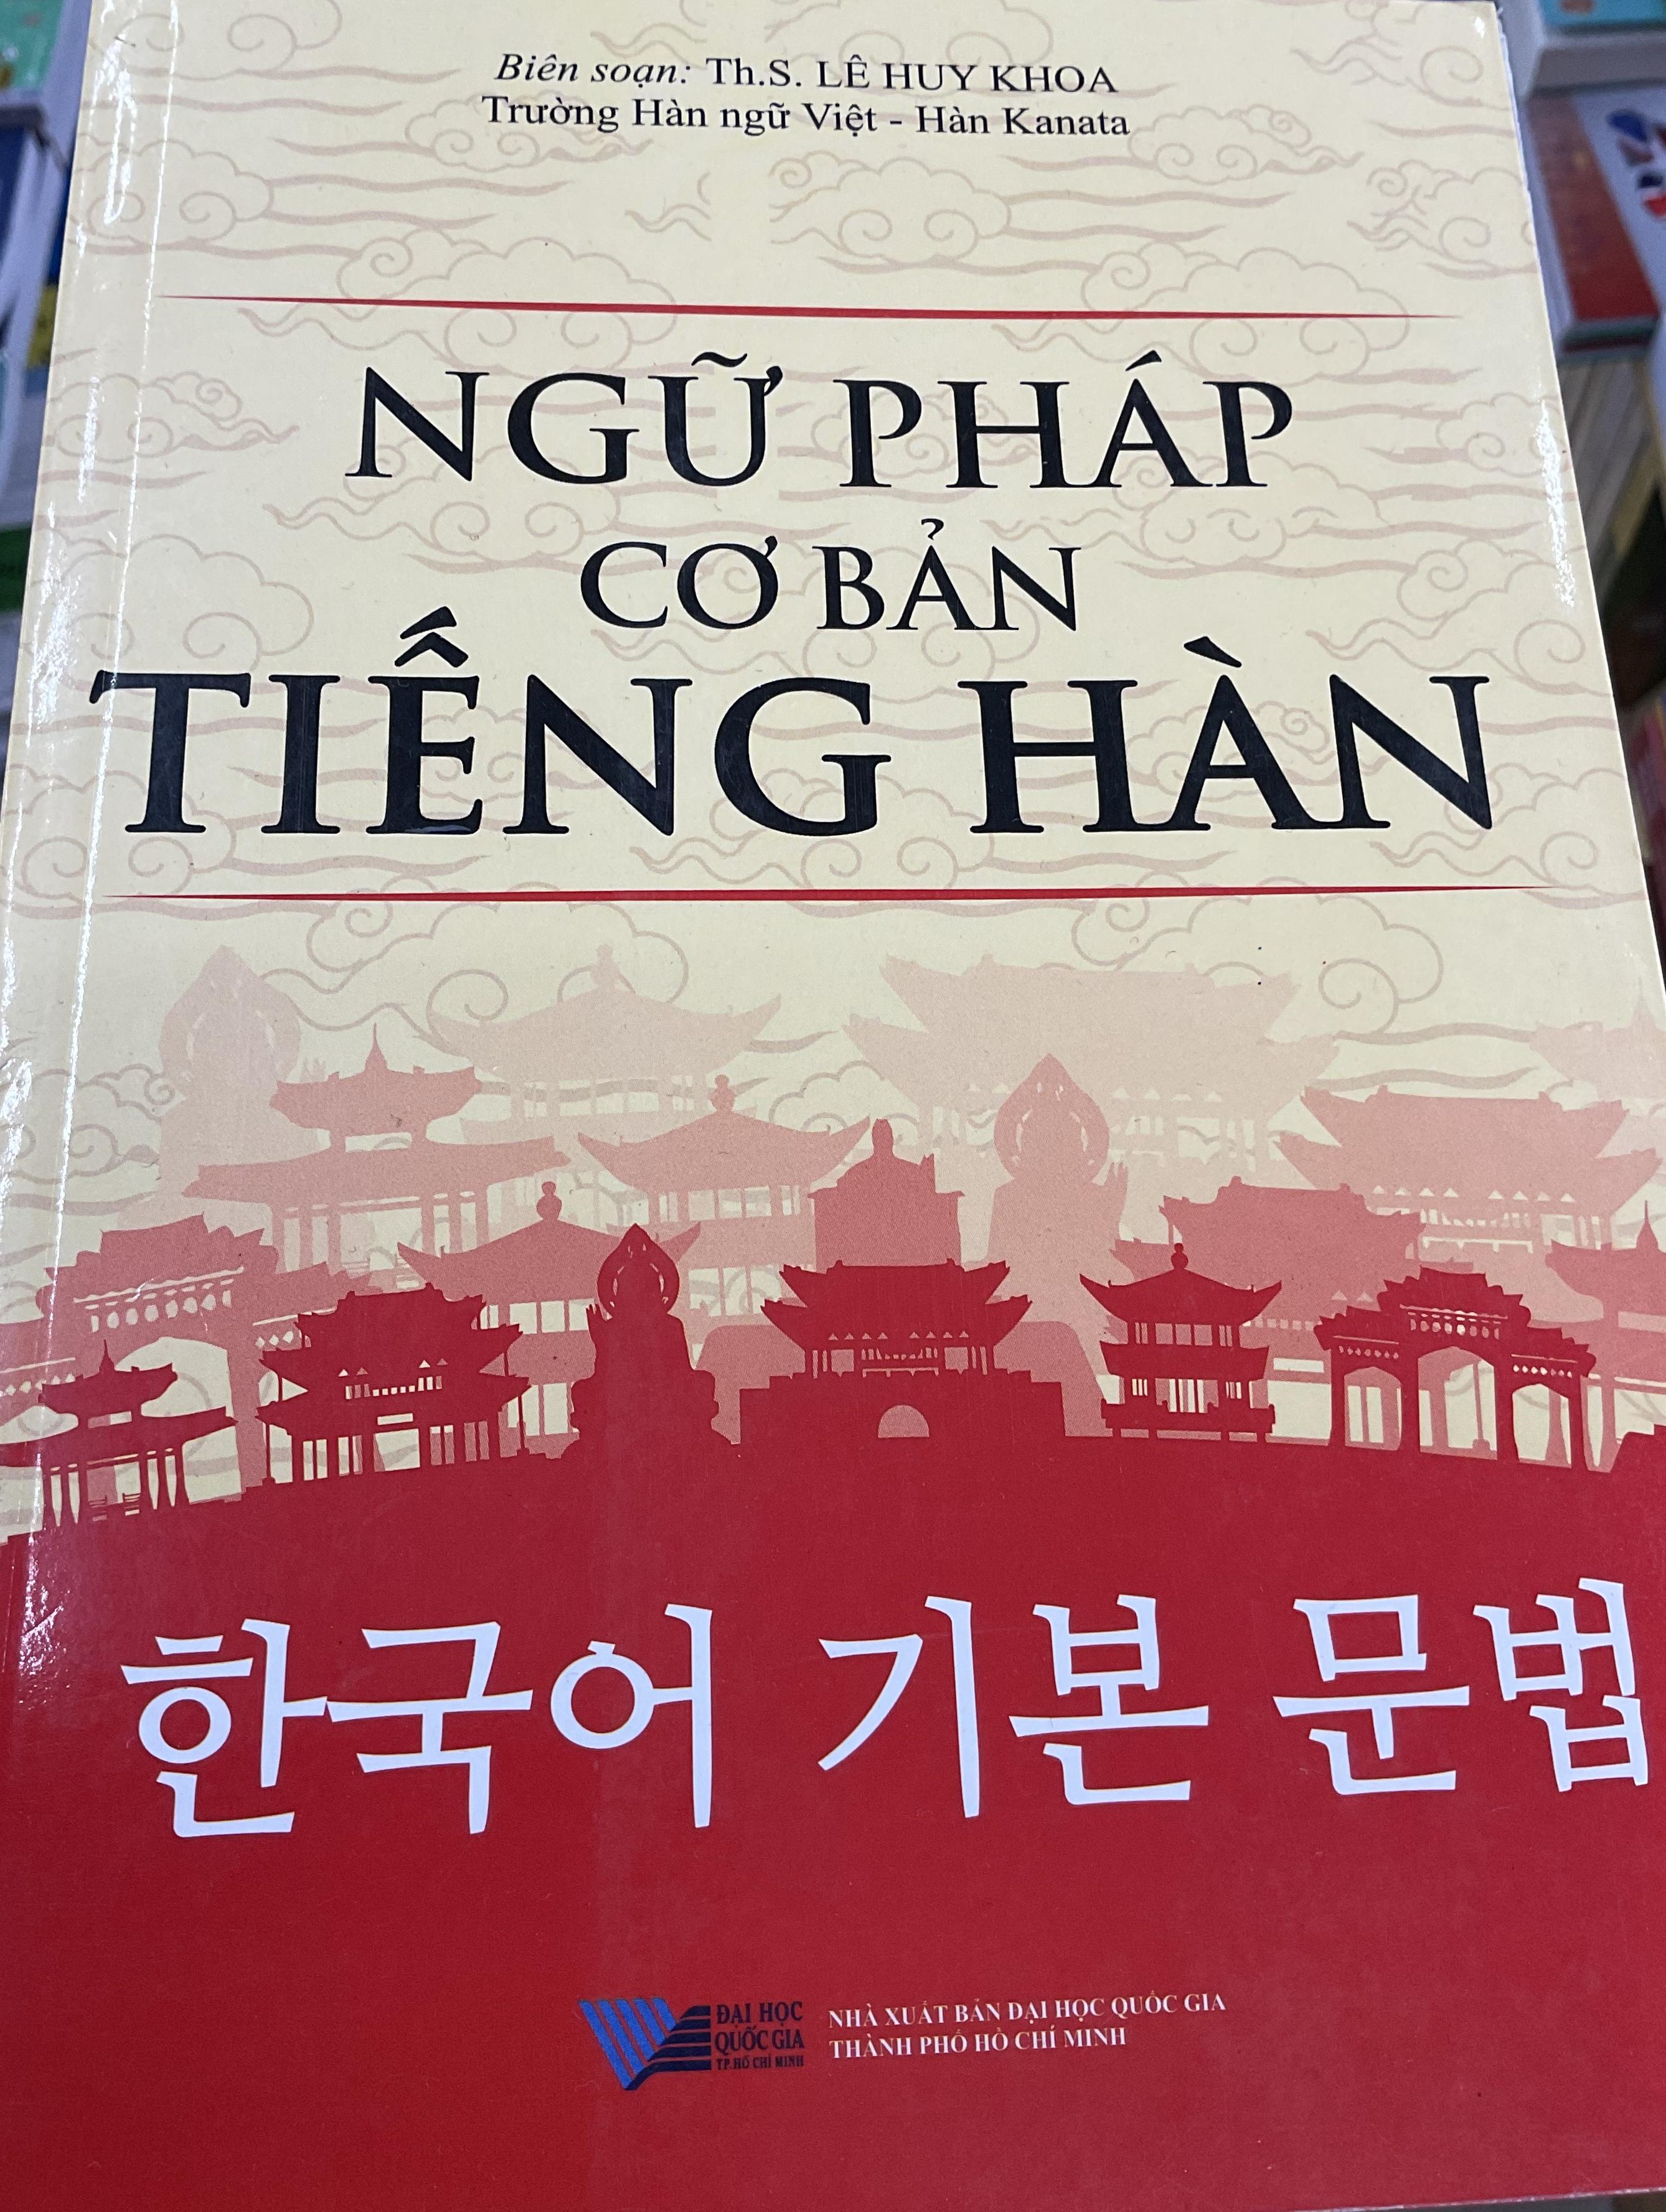 Biên soạn: Th.S. LÊ HUY KHOA
Trường Hàn ngữ Việt - Hàn Kanata
NGỮ PHÁP
CƠ BẢN
TIẾNG HÀN
한국어 기본 문법
ĐẠI HỌC
QUỐC GIA
TP.HỒ CHÍ MINH
NHÀ XUẤT BẢN ĐẠI HỌC QUỐC GIA
THÀNH PHỐ HỒ CHÍ MINH